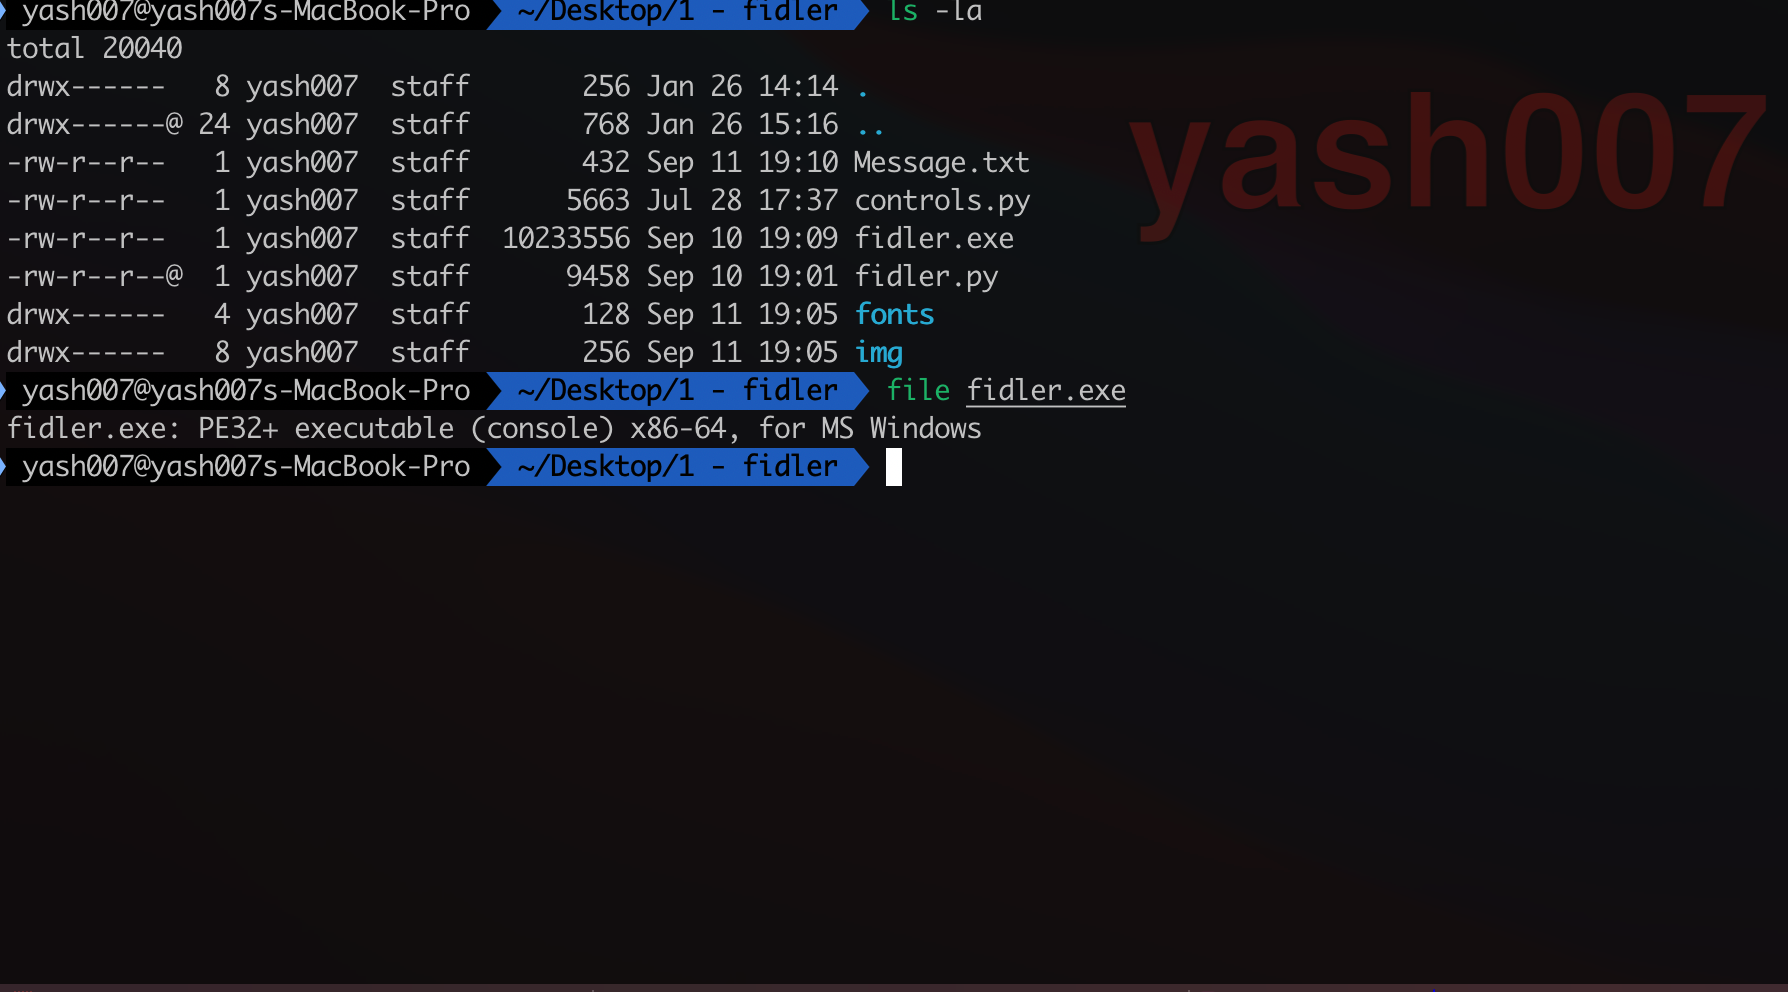 yash007@yash007s-MacBook-Pro ~/Desktop/1 - fidler ls -la
total 20040
drwx------ 8 yash007 staff 256 Jan 26 14:14 .
drwx------@ 24 yash007 staff 768 Jan 26 15:16 ..
-rw-r--r-- 1 yash007 staff 432 Sep 11 19:10 Message.txt
-rw-r--r-- 1 yash007 staff 5663 Jul 28 17:37 controls.py
-rw-r--r-- 1 yash007 staff 10233556 Sep 10 19:09 fidler.exe
-rw-r--r--@ 1 yash007 staff 9458 Sep 10 19:01 fidler.py
drwx------ 4 yash007 staff 128 Sep 11 19:05 fonts
drwx------ 8 yash007 staff 256 Sep 11 19:05 img
yash007@yash007s-MacBook-Pro ~/Desktop/1 - fidler file fidler.exe
fidler.exe: PE32+ executable (console) x86-64, for MS Windows
yash007@yash007s-MacBook-Pro ~/Desktop/1 - fidler
yash007